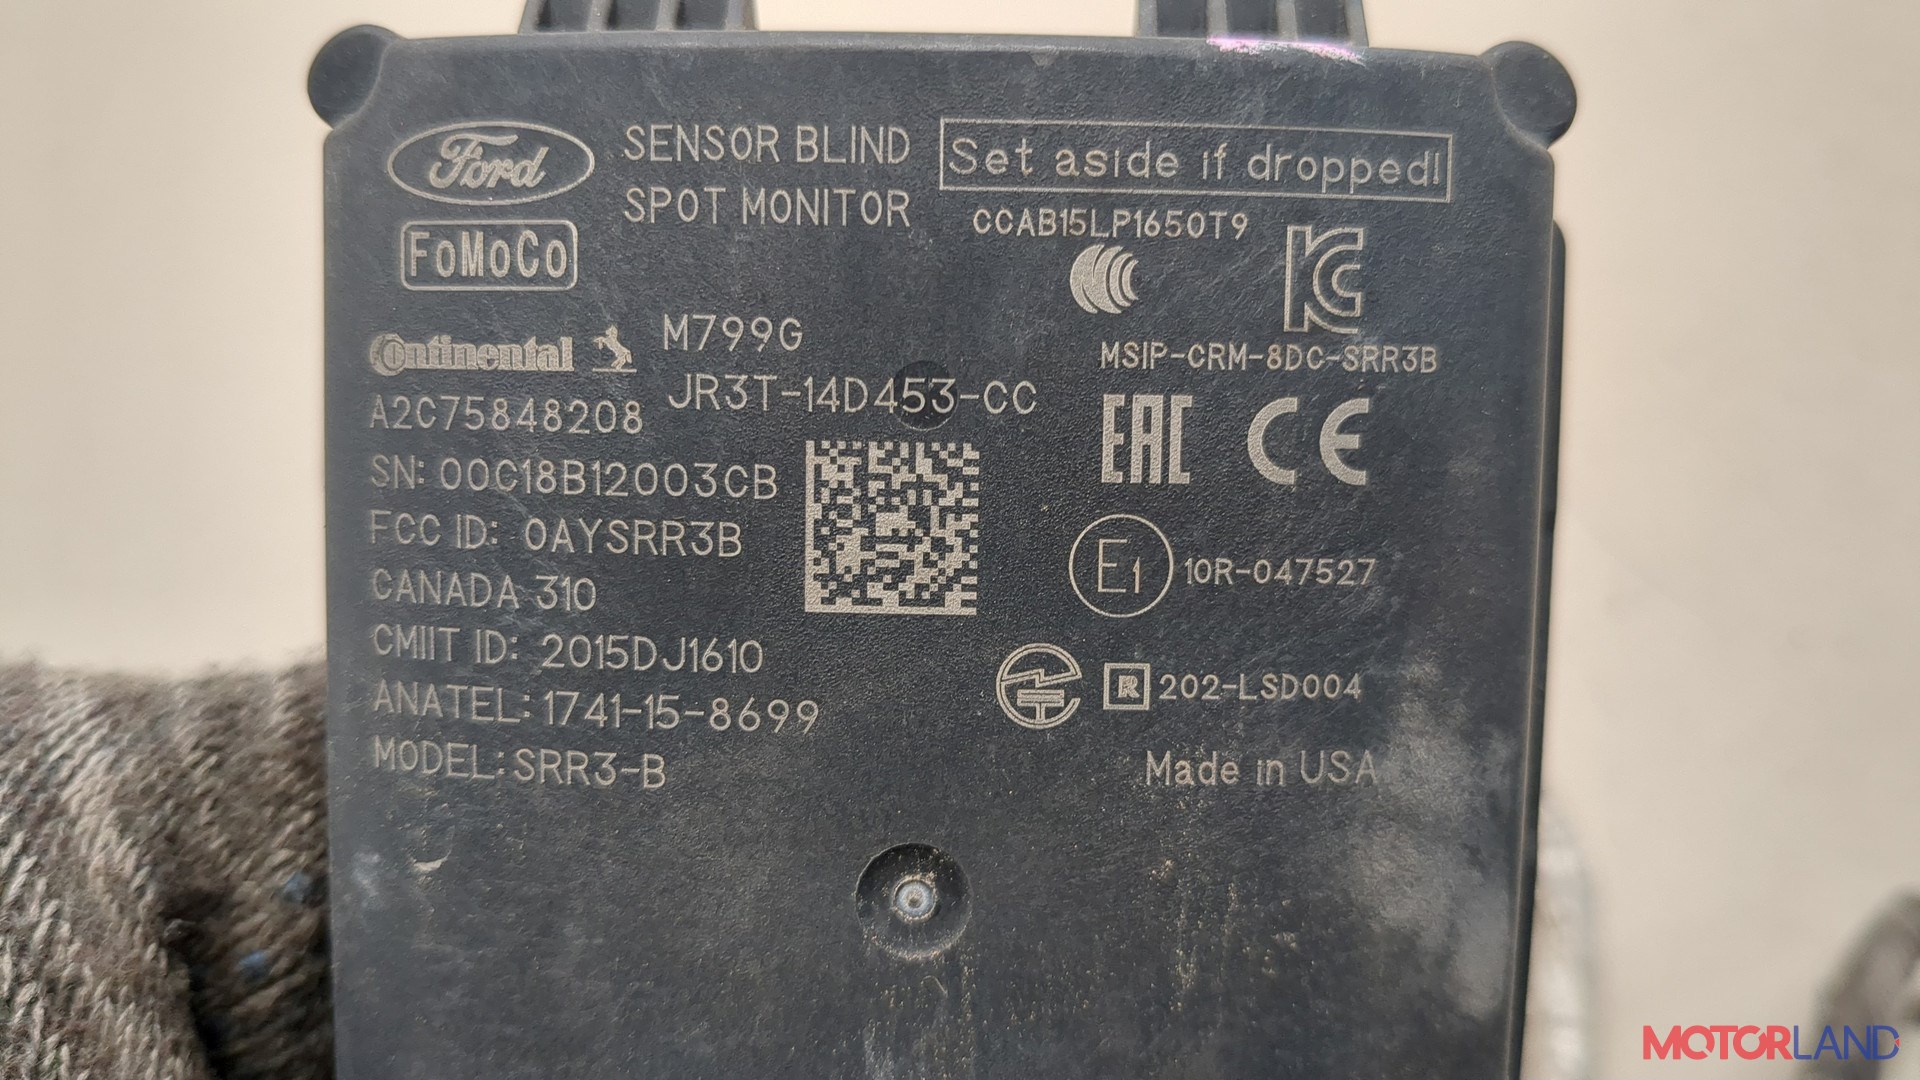 Ford
SENSOR BLIND
SPOT MONITOR
Set aside if dropped!
FoMoCo
CCAB15LP1650T9
Continental
M799G
MSIP-CRM-8DC-SRR3B
JR3T-14D453-CC
A2C75848208
EAC CE
SN: 00C18B12003CB
FCC ID: OAYSRR3B
E1 10R-047527
CANADA 310
CMIIT ID: 2015DJ1610
R 202-LSD004
ANATEL: 1741-15-8699
MODEL: SRR3-B
Made in USA
MOTORLAND